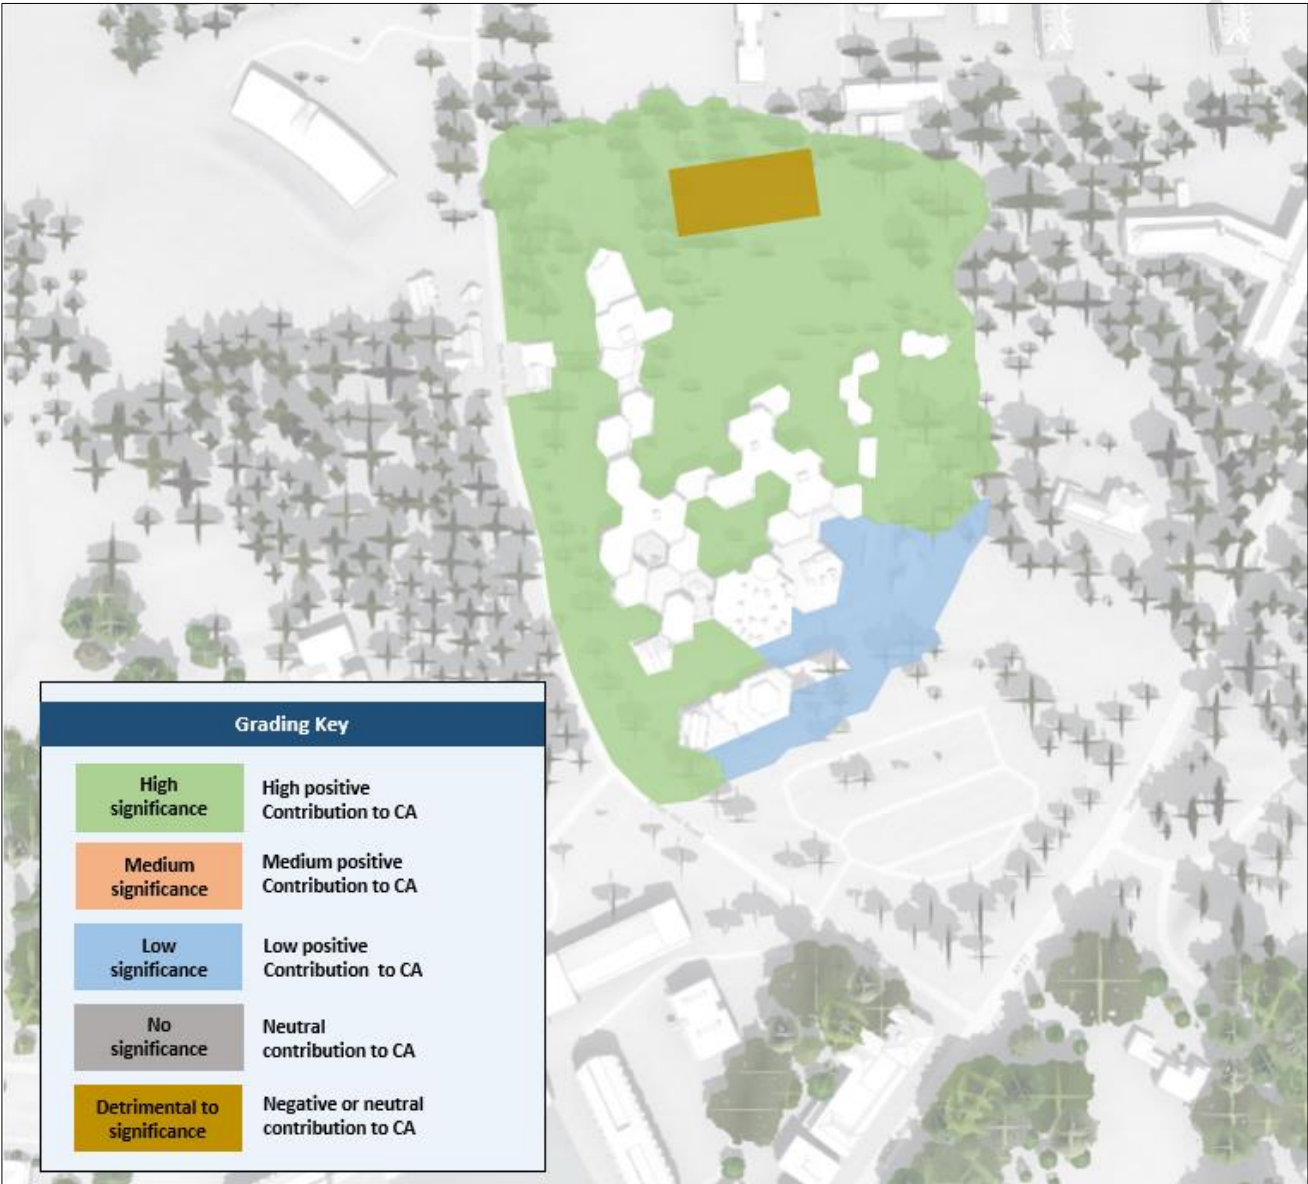 Grading Key
High
significance
High positive
Contribution to CA
Medium
significance
Medium positive
Contribution to CA
Low
significance
Low positive
Contribution to CA
No
significance
Neutral
contribution to CA
Detrimental to
significance
Negative or neutral
contribution to CA